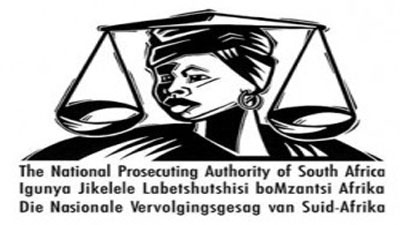 The National Prosecuting Authority of South Africa
Igunya Jikelele Labetshutshisi boMzantsi Afrika
Die Nasionale Vervolgingsgesag van Suid-Afrika